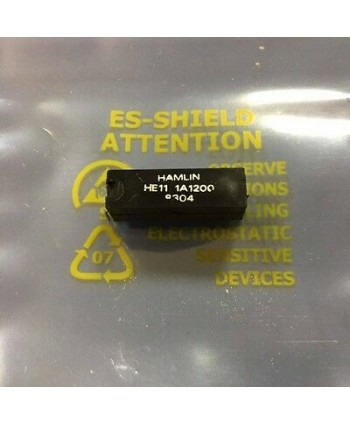 ES-SHIELD
ATTENTION
OBSERVE
HAMLIN
HE11 1A1200
8304
ELECTROSTATIC
SENSITIVE
DEVICES
07